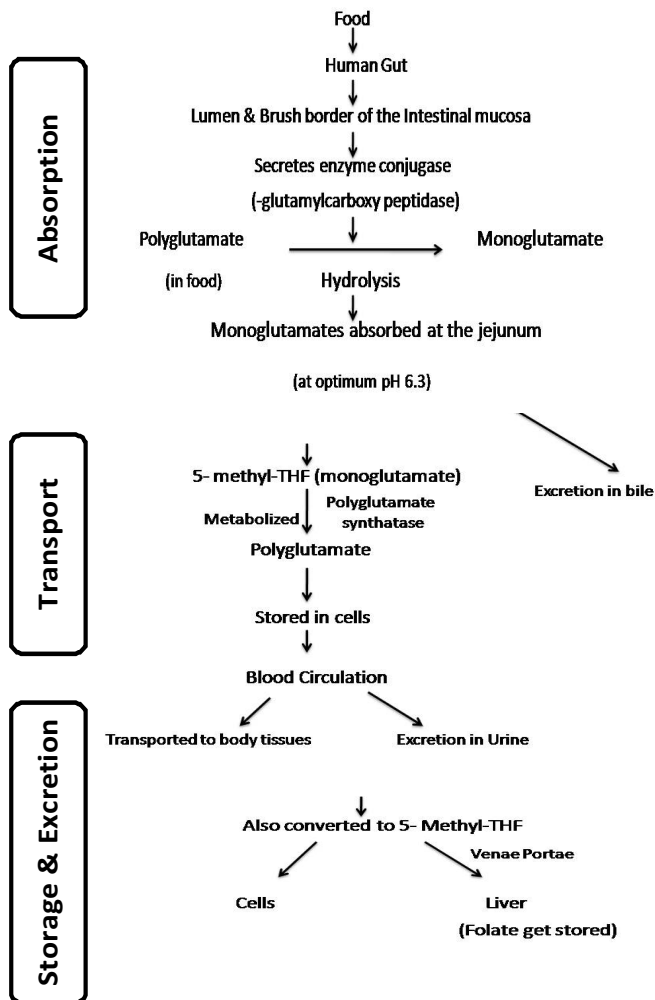 Food
Human Gut
Lumen & Brush border of the Intestinal mucosa
Secretes enzyme conjugase
(-glutamylcarboxy peptidase)
Polyglutamate
Monoglutamate
(in food)
Hydrolysis
Monoglutamates absorbed at the jejunum
(at optimum pH 6.3)
Absorption
5- methyl-THF (monoglutamate)
Excretion in bile
Metabolized
Polyglutamate
synthatase
Polyglutamate
Stored in cells
Blood Circulation
Transport
Transported to body tissues
Excretion in Urine
Also converted to 5- Methyl-THF
Venae Portae
Cells
Liver
(Folate get stored)
Storage & Excretion